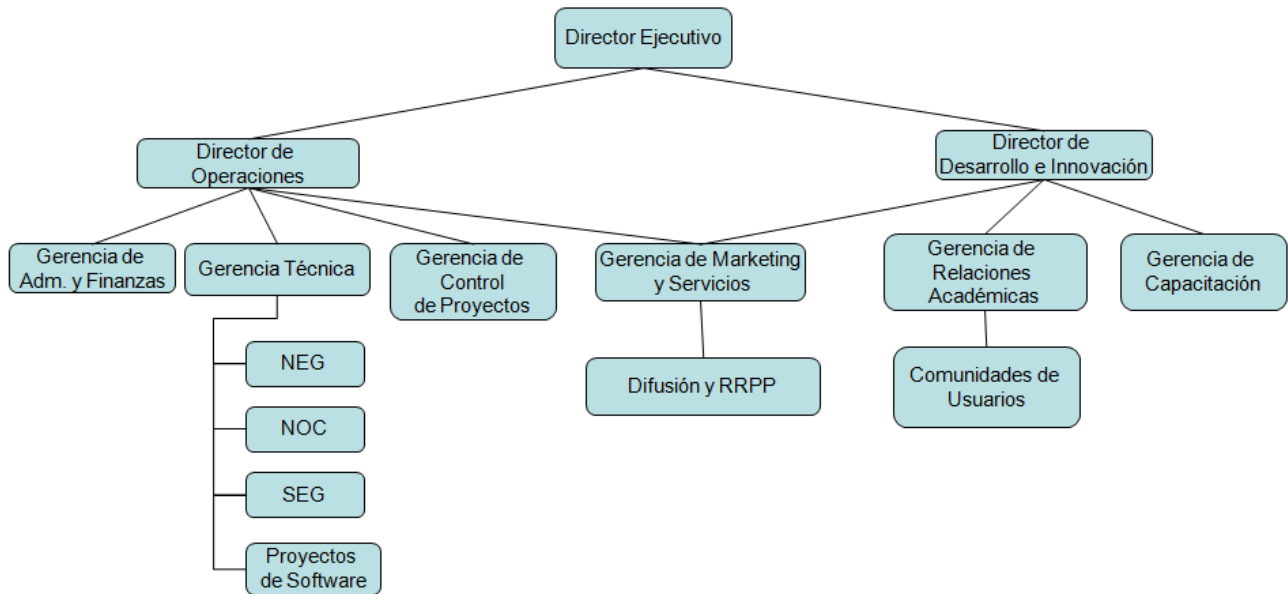 Director Ejecutivo
Director de
Operaciones
Director de
Desarrollo e Innovación
Gerencia de
Adm. y Finanzas
Gerencia Técnica
Gerencia de
Control
de Proyectos
Gerencia de Marketing
y Servicios
Gerencia de
Relaciones
Académicas
Gerencia de
Capacitación
NEG
NOC
SEG
Proyectos
de Software
Difusión y RRPP
Comunidades de
Usuarios